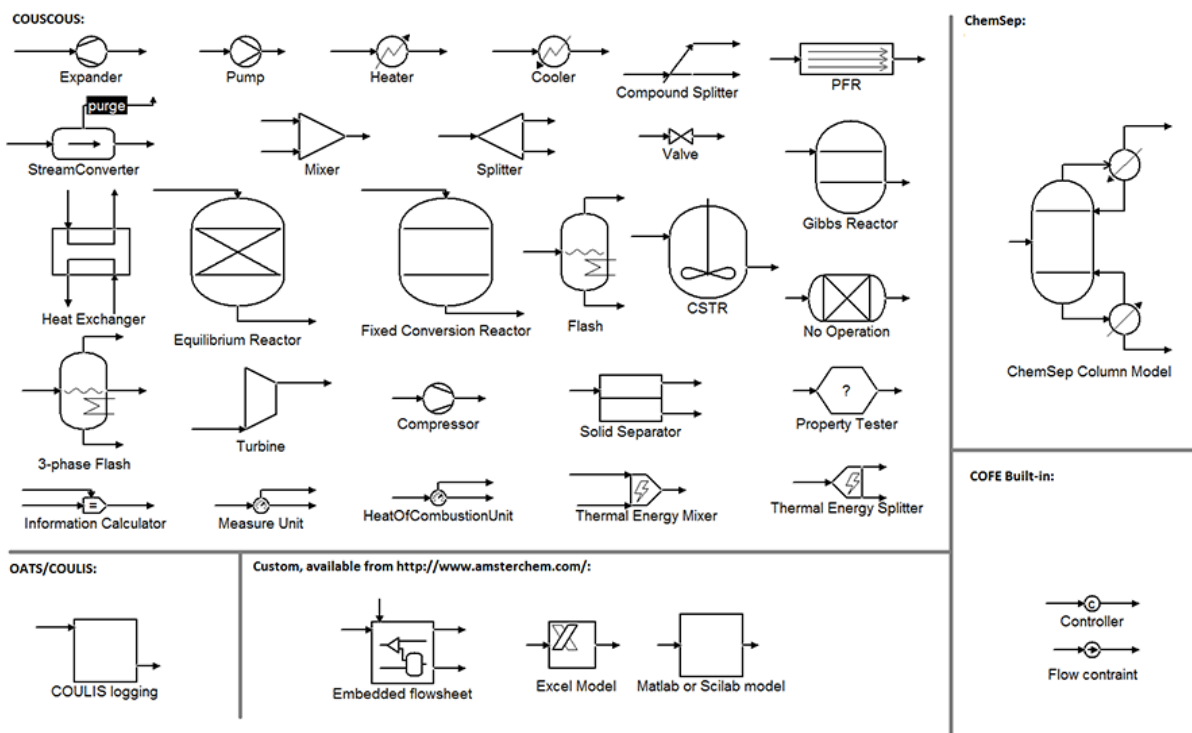 COUSCOUS:
ChemSep:
Expander
Pump
Heater
Cooler
Compound Splitter
PFR
purge
StreamConverter
Mixer
Splitter
Valve
Gibbs Reactor
Heat Exchanger
Equilibrium Reactor
Fixed Conversion Reactor
Flash
CSTR
No Operation
ChemSep Column Model
3-phase Flash
Turbine
Compressor
Solid Separator
?
Property Tester
=
Information Calculator
Measure Unit
HeatOfCombustionUnit
Thermal Energy Mixer
Thermal Energy Splitter
COFE Built-in:
C
Controller
Flow contraint
OATS/COULIS:
COULIS logging
Custom, available from http://www.amsterchem.com/:
Embedded flowsheet
X
Excel Model
Matlab or Scilab model